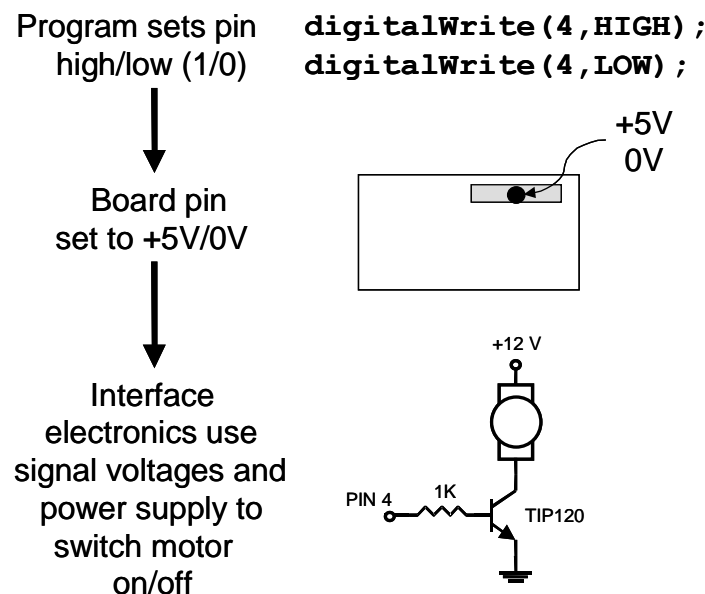 Program sets pin
high/low (1/0)
digitalWrite(4,HIGH);
digitalWrite(4,LOW);
Board pin
set to +5V/0V
+5V
0V
Interface
electronics use
signal voltages and
power supply to
switch motor
on/off
+12 V
PIN 4
1K
TIP120